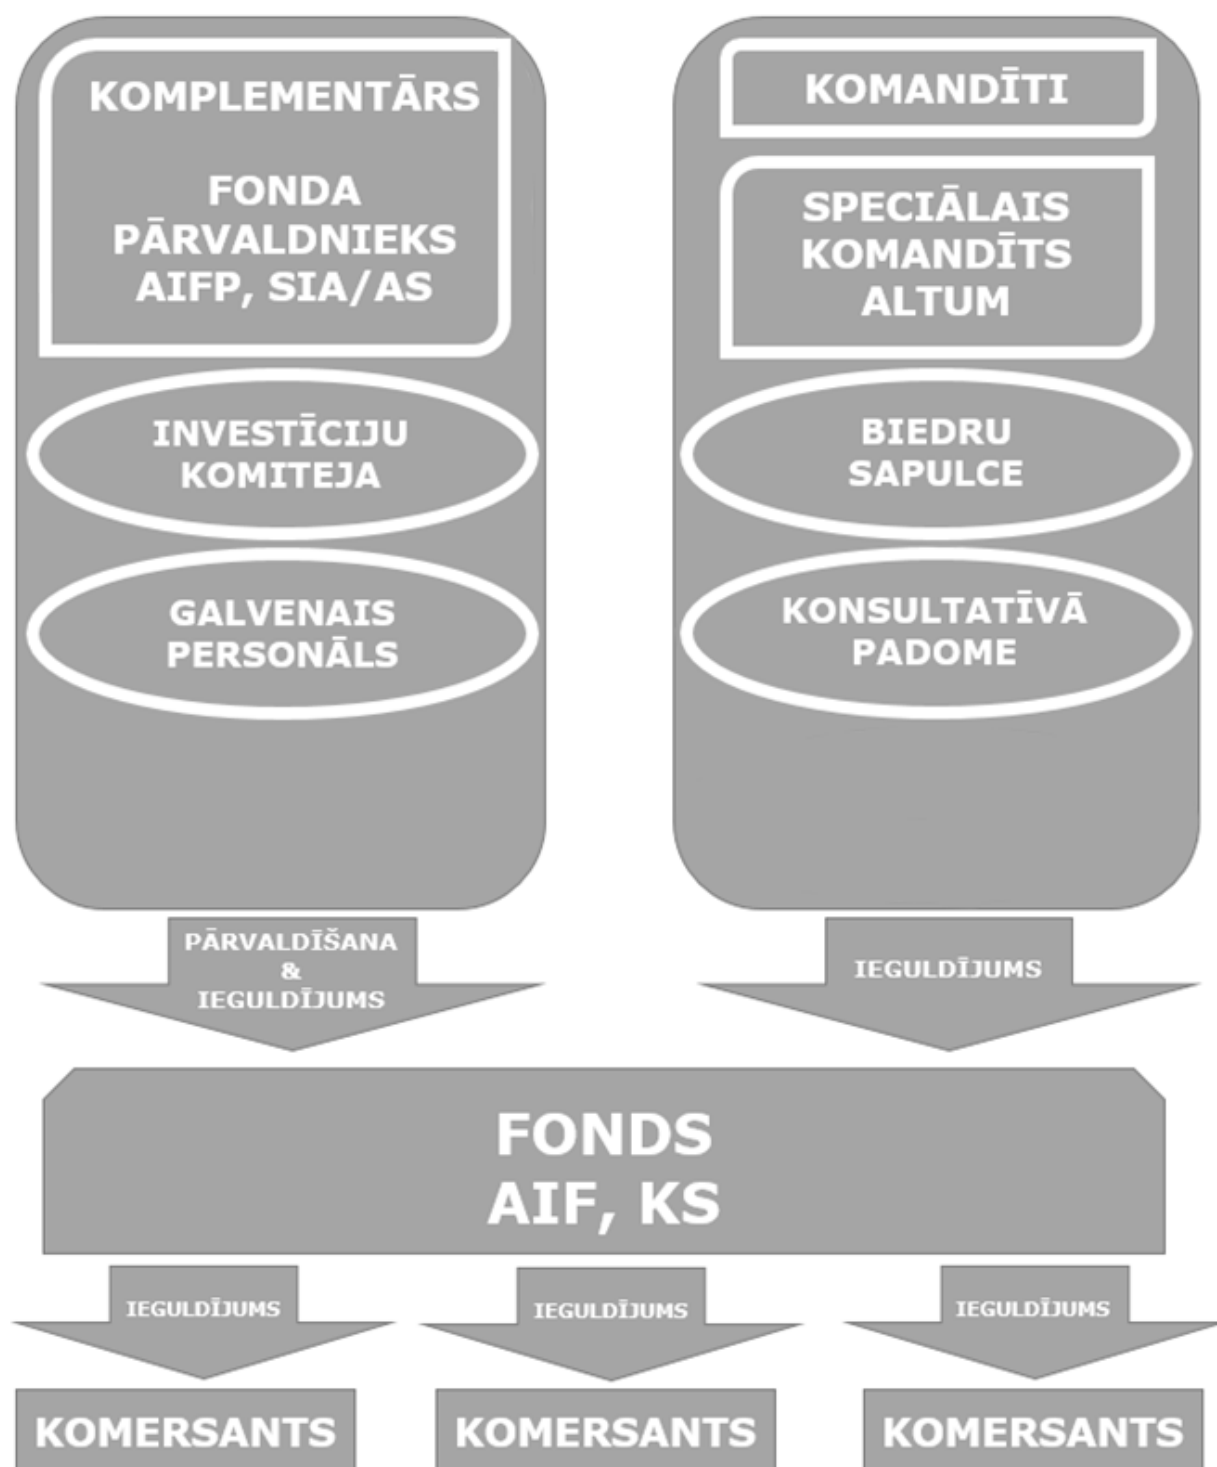 KOMPLEMENTĀRS
FONDA
PĀRVALDNIEKS
AIFP, SIA/AS
INVESTĪCIJU
KOMITEJA
GALVENAIS
PERSONĀLS
KOMANDĪTI
SPECIĀLAIS
KOMANDĪTS
ALTUM
BIEDRU
SAPULCE
KONSULTATĪVĀ
PADOME
PĀRVALDĪŠANA
&
IEGULDĪJUMS
IEGULDĪJUMS
FONDS
AIF, KS
IEGULDĪJUMS
IEGULDĪJUMS
IEGULDĪJUMS
KOMERSANTS
KOMERSANTS
KOMERSANTS